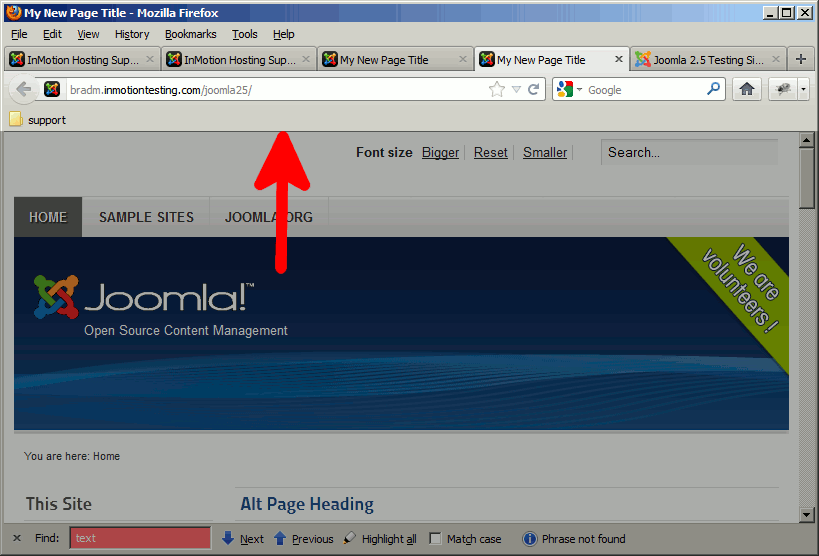 My New Page Title - Mozilla Firefox
File Edit View History Bookmarks Tools Help
InMotion Hosting Sup... InMotion Hosting Sup... My New Page Title My New Page Title Joomla 2.5 Testing Si...
bradm.inmotiontesting.com/joomla25/ Google
support
Font size Bigger Reset Smaller Search...
HOME SAMPLE SITES JOOMLA.ORG
We are
volunteers !
Joomla!™
Open Source Content Management
You are here: Home
This Site Alt Page Heading
Find: text Next Previous Highlight all Match case Phrase not found